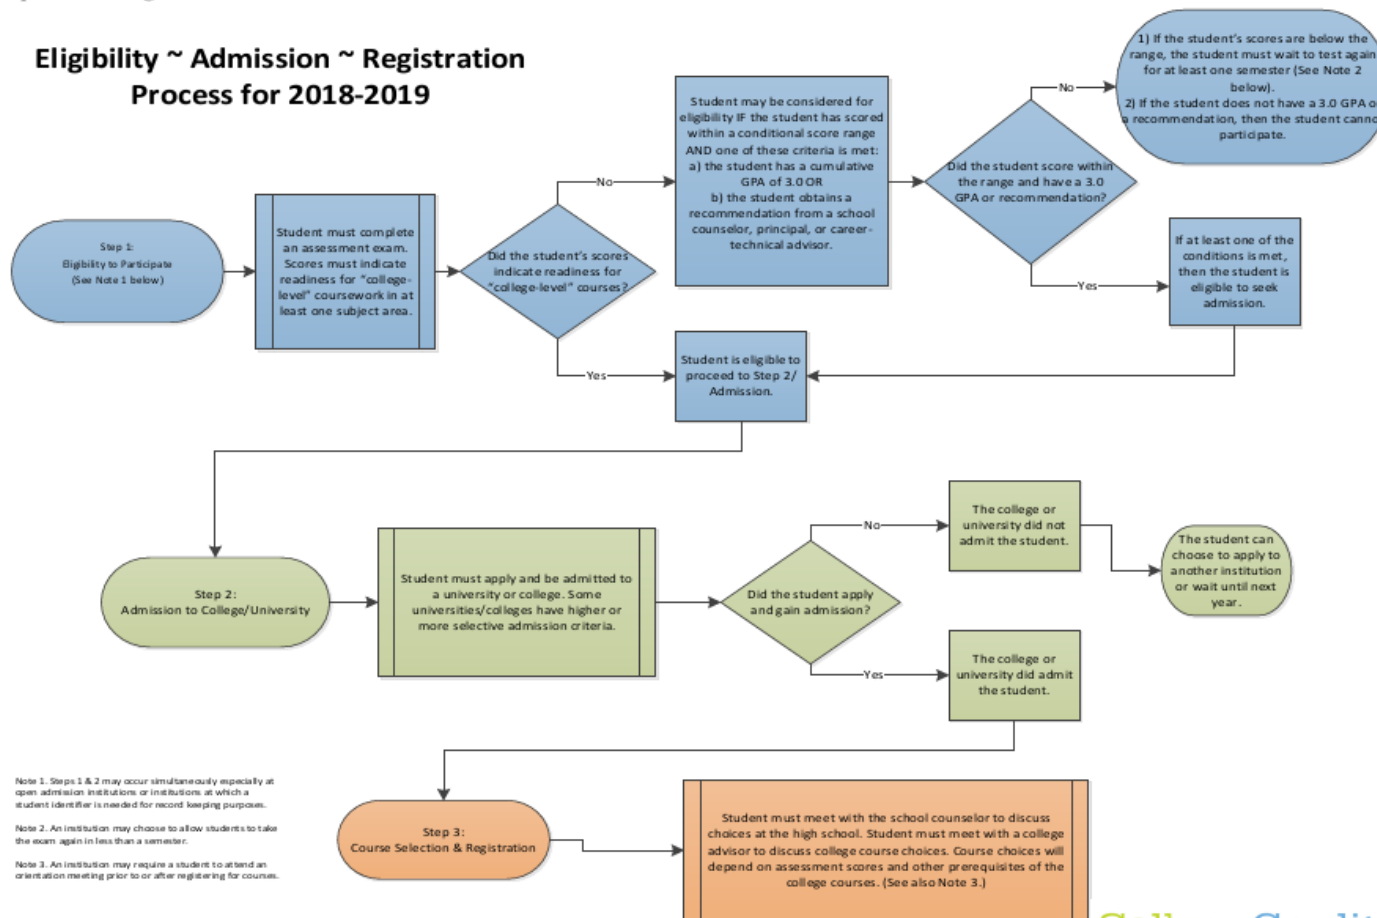 Eligibility ~ Admission ~ Registration
Process for 2018-2019
Step 1:
Eligibility to Participate
(See Note 1 below)
Student must complete
an assessment exam.
Scores must indicate
readiness for “college-
level” coursework in at
least one subject area.
Did the student’s scores
indicate readiness for
“college-level” courses?
No
Yes
Student may be considered for
eligibility IF the student has scored
within a conditional score range
AND one of these criteria is met:
a) the student has a cumulative
GPA of 3.0 OR
b) the student obtains a
recommendation from a school
counselor, principal, or career-
technical advisor.
Did the student score within
the range and have a 3.0
GPA or recommendation?
No
Yes
1) If the student’s scores are below the
range, the student must wait to test again
for at least one semester (See Note 2
below).
2) If the student does not have a 3.0 GPA o
a recommendation, then the student canno
participate.
If at least one of the
conditions is met,
then the student is
eligible to seek
admission.
Student is eligible to
proceed to Step 2/
Admission.
Step 2:
Admission to College/University
Student must apply and be admitted to
a university or college. Some
universities/colleges have higher or
more selective admission criteria.
Did the student apply
and gain admission?
No
Yes
The college or
university did not
admit the student.
The student can
choose to apply to
another institution
or wait until next
year.
The college or
university did admit
the student.
Step 3:
Course Selection & Registration
Student must meet with the school counselor to discuss
choices at the high school. Student must meet with a college
advisor to discuss college course choices. Course choices will
depend on assessment scores and other prerequisites of the
college courses. (See also Note 3.)
Note 1. Steps 1 & 2 may occur simultaneously especially at
open admission institutions or institutions at which a
student identifier is needed for record keeping purposes.
Note 2. An institution may choose to allow students to take
the exam again in less than a semester.
Note 3. An institution may require a student to attend an
orientation meeting prior to or after registering for courses.